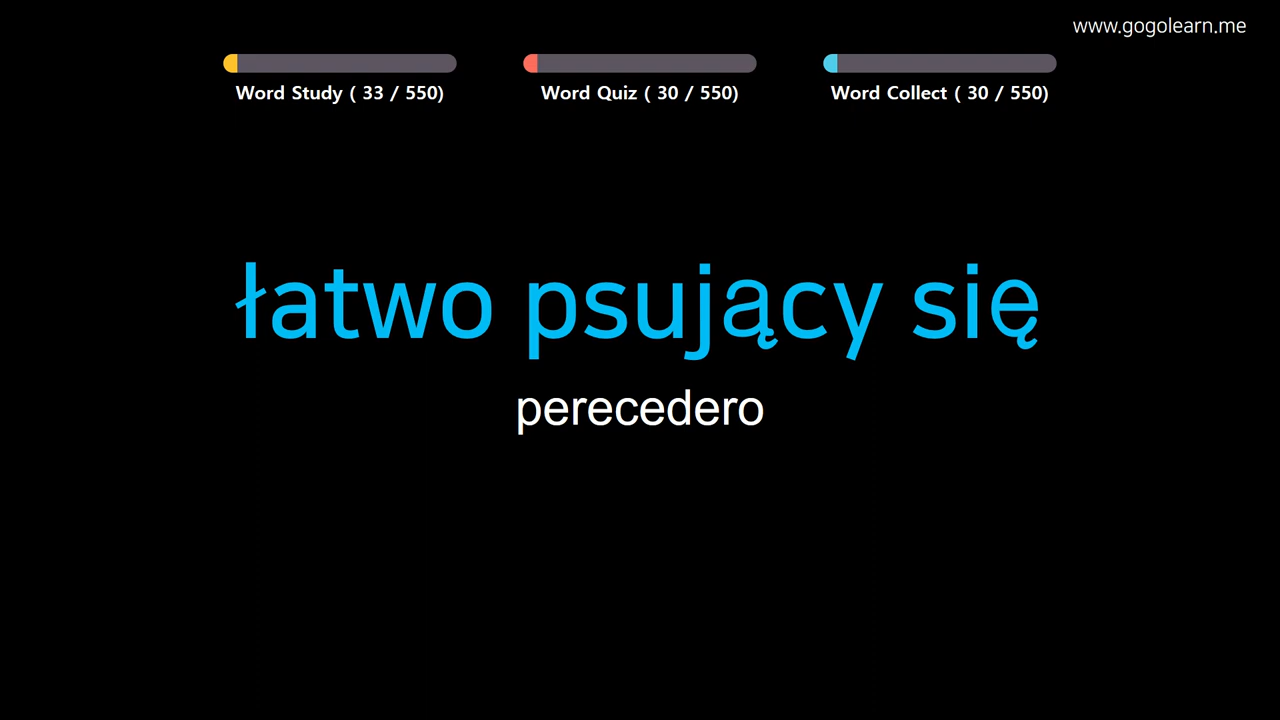 www.gogolearn.me
Word Study ( 33 / 550)
Word Quiz ( 30 / 550)
Word Collect ( 30 / 550)
łatwo psujący się
perecedero